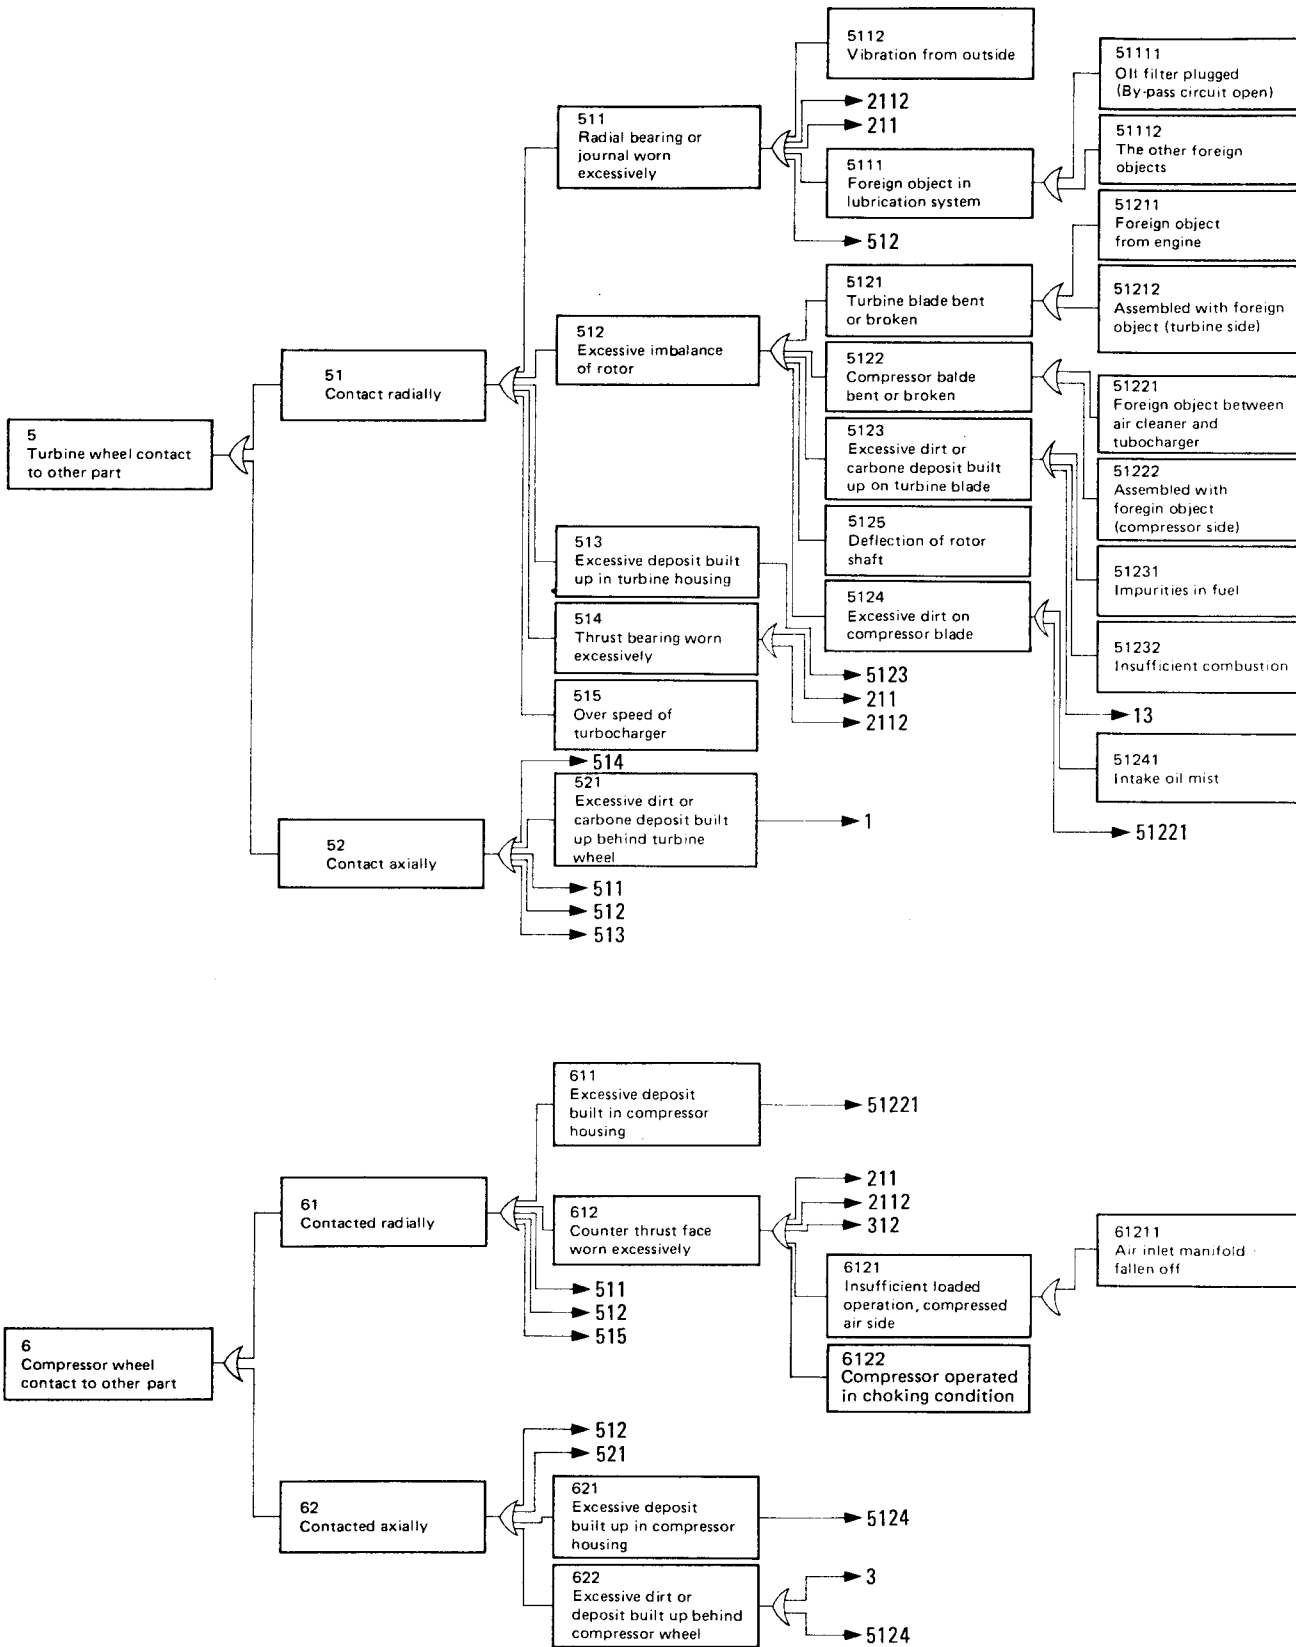 5
Turbine wheel contact
to other part
51
Contact radially
511
Radial bearing or
journal worn
excessively
5112
Vibration from outside
2112
211
5111
Foreign object in
lubrication system
512
51111
OIt filter plugged
(By-pass circuit open)
51112
The other foreign
objects
512
Excessive imbalance
of rotor
5121
Turbine blade bent
or broken
51211
Foreign object
from engine
51212
Assembled with foreign
object (turbine side)
5122
Compressor balde
bent or broken
51221
Foreign object between
air cleaner and
tubocharger
51222
Assembled with
foregin object
(compressor side)
5123
Excessive dirt or
carbone deposit built
up on turbine blade
51231
Impurities in fuel
51232
Insufficient combustion
13
5125
Deflection of rotor
shaft
5124
Excessive dirt on
compressor blade
51241
Intake oil mist
51221
513
Excessive deposit built
up in turbine housing
5123
514
Thrust bearing worn
excessively
211
2112
515
Over speed of
turbocharger
52
Contact axially
514
521
Excessive dirt or
carbone deposit built
up behind turbine
wheel
1
511
512
513
6
Compressor wheel
contact to other part
61
Contacted radially
611
Excessive deposit
built in compressor
housing
51221
612
Counter thrust face
worn excessively
211
2112
312
6121
Insufficient loaded
operation, compressed
air side
61211
Air inlet manifold
fallen off
6122
Compressor operated
in choking condition
511
512
515
62
Contacted axially
512
521
621
Excessive deposit
built up in compressor
housing
5124
622
Excessive dirt or
deposit built up behind
compressor wheel
3
5124